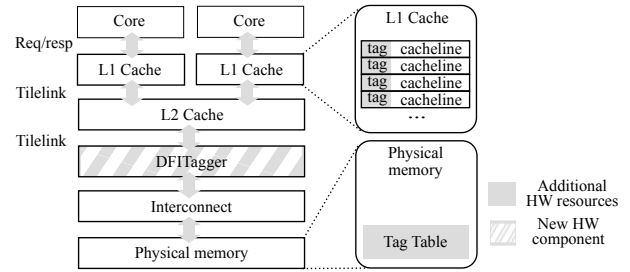 Core
Core
Req/resp
L1 Cache
L1 Cache
Tilelink
L2 Cache
Tilelink
DFITagger
Interconnect
Physical memory
L1 Cache
tag cacheline
tag cacheline
tag cacheline
tag cacheline
...
Physical
memory
Tag Table
Additional
HW resources
New HW
component